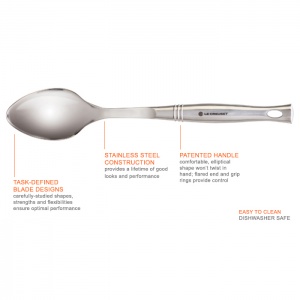 LE CREUSET
STAINLESS STEEL
CONSTRUCTION
provides a lifetime of good
looks and performance
PATENTED HANDLE
comfortable, elliptical
shape won't twist in
hand; flared end and grip
rings provide control
TASK-DEFINED
BLADE DESIGNS
carefully-studied shapes,
strengths and flexibilities
ensure optimal performance
EASY TO CLEAN
DISHWASHER SAFE